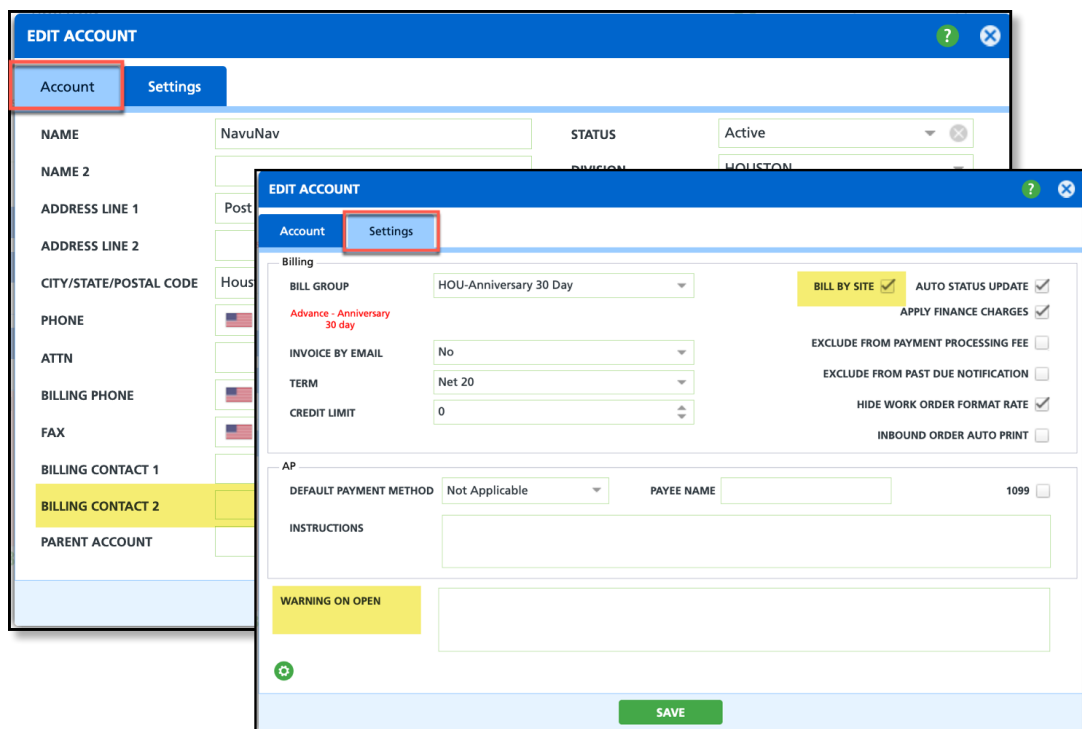 EDIT ACCOUNT ?
Account Settings
NAME NavuNav STATUS Active
NAME 2 DIVISION HOUSTON
ADDRESS LINE 1 Post
ADDRESS LINE 2
CITY/STATE/POSTAL CODE Hous
PHONE
ATTN
BILLING PHONE
FAX
BILLING CONTACT 1
BILLING CONTACT 2
PARENT ACCOUNT
EDIT ACCOUNT ?
Account Settings
Billing
BILL GROUP HOU-Anniversary 30 Day BILL BY SITE AUTO STATUS UPDATE
Advance - Anniversary
30 day
APPLY FINANCE CHARGES
EXCLUDE FROM PAYMENT PROCESSING FEE
INVOICE BY EMAIL No
EXCLUDE FROM PAST DUE NOTIFICATION
TERM Net 20
HIDE WORK ORDER FORMAT RATE
CREDIT LIMIT 0
INBOUND ORDER AUTO PRINT
AP
DEFAULT PAYMENT METHOD Not Applicable PAYEE NAME 1099
INSTRUCTIONS
WARNING ON OPEN
SAVE